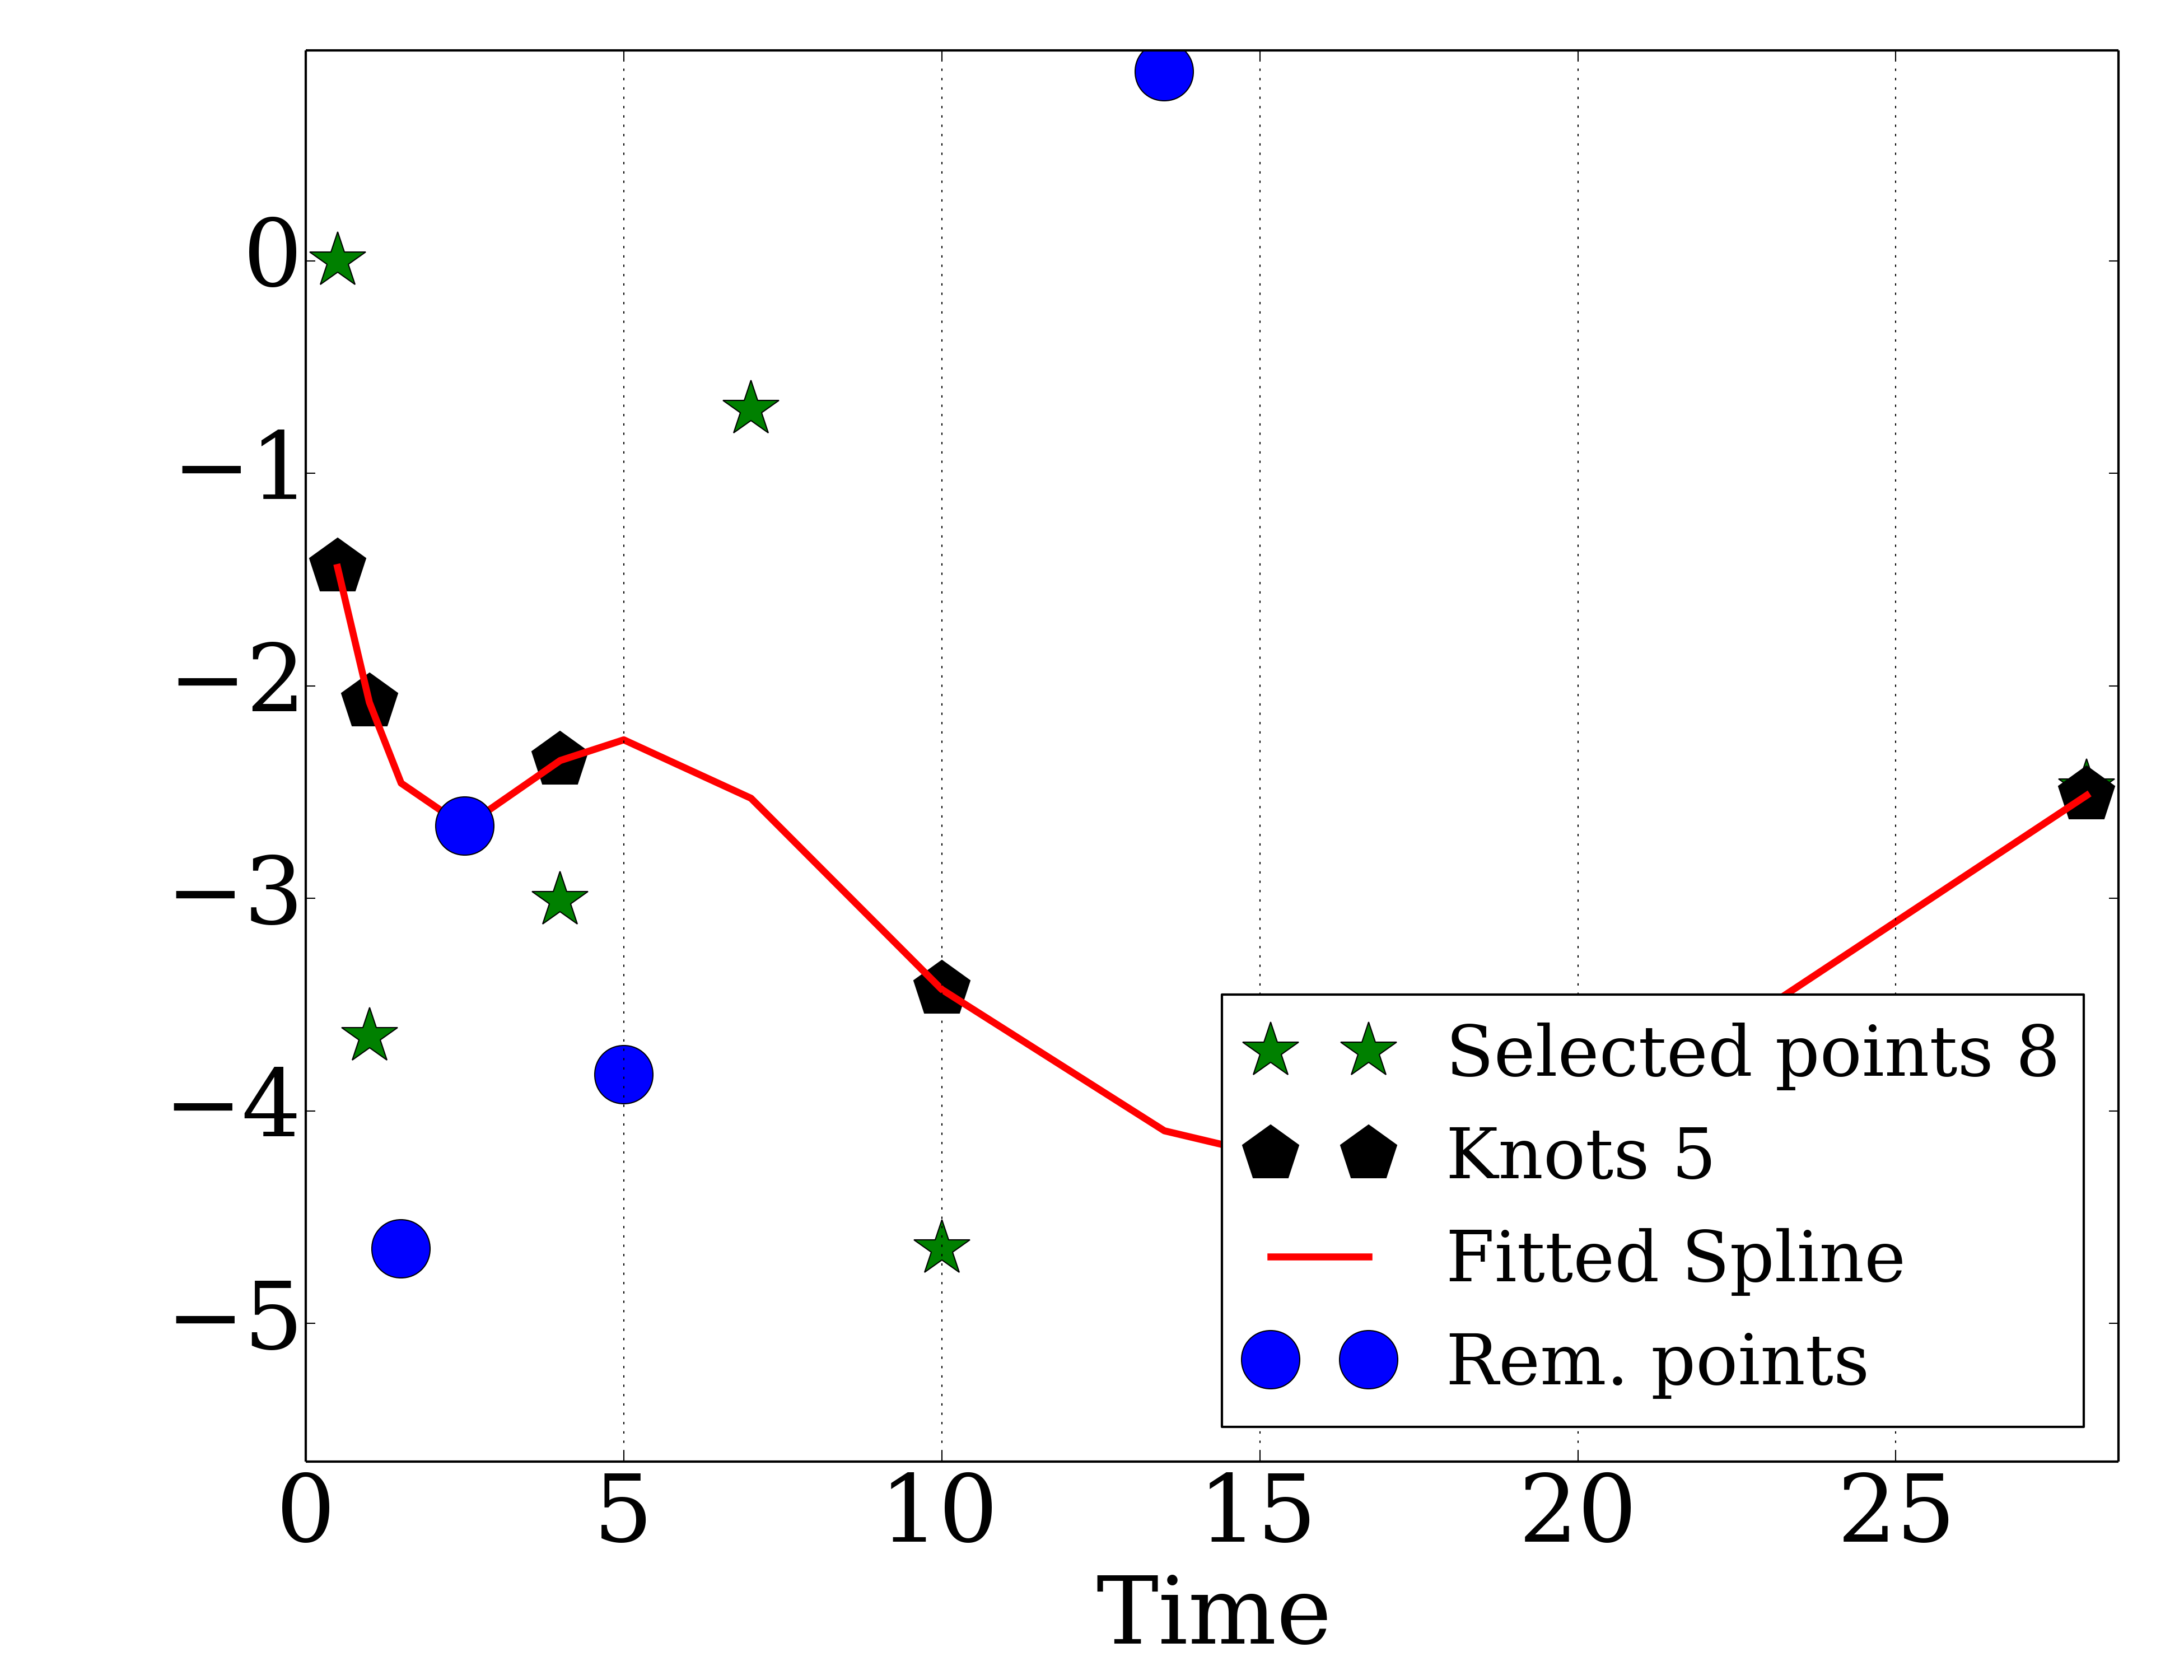 0
−1
−2
−3
−4
−5
Selected points 8
Knots 5
Fitted Spline
Rem. points
0 5 10 15 20 25
Time